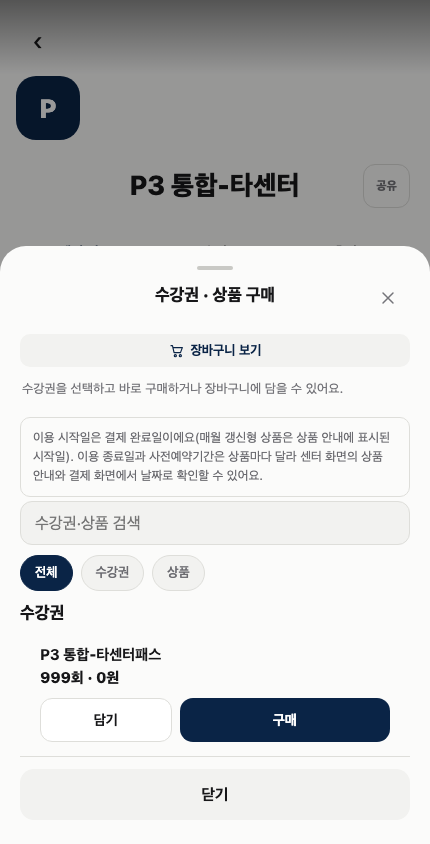 P
P3 통합-타센터
공유
수강권 · 상품 구매
장바구니 보기
수강권을 선택하고 바로 구매하거나 장바구니에 담을 수 있어요.
이용 시작일은 결제 완료일이에요(매월 갱신형 상품은 상품 안내에 표시된
시작일). 이용 종료일과 사전예약기간은 상품마다 달라 센터 화면의 상품
안내와 결제 화면에서 날짜로 확인할 수 있어요.
수강권·상품 검색
전체
수강권
상품
수강권
P3 통합-타센터패스
999회 · 0원
담기
구매
닫기